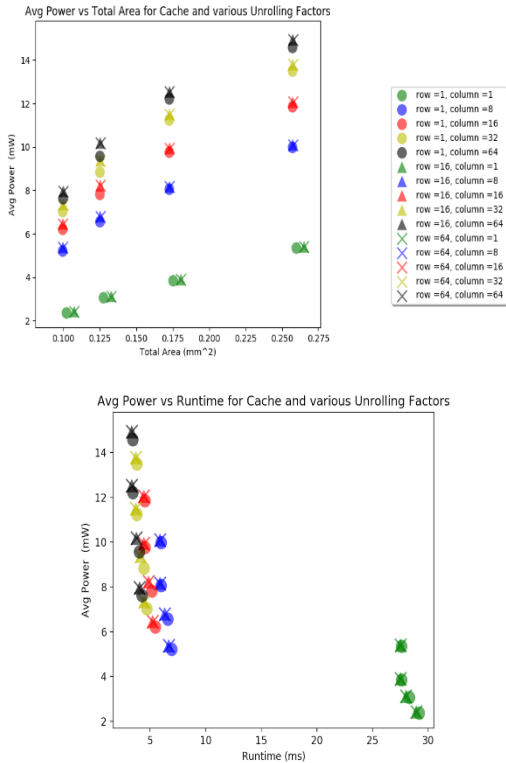 Avg Power vs Total Area for Cache and various Unrolling Factors
14
12
10
8
6
4
2
Avg Power  (mW)
0.100
0.125
0.150
0.175
0.200
0.225
0.250
0.275
Total Area (mm^2)
row =1, column =1
row =1, column =8
row =1, column =16
row =1, column =32
row =1, column =64
row =16, column =1
row =16, column =8
row =16, column =16
row =16, column =32
row =16, column =64
row =64, column =1
row =64, column =8
row =64, column =16
row =64, column =32
row =64, column =64
Avg Power vs Runtime for Cache and various Unrolling Factors
14
12
10
8
6
4
2
Avg Power  (mW)
5
10
15
20
25
30
Runtime (ms)